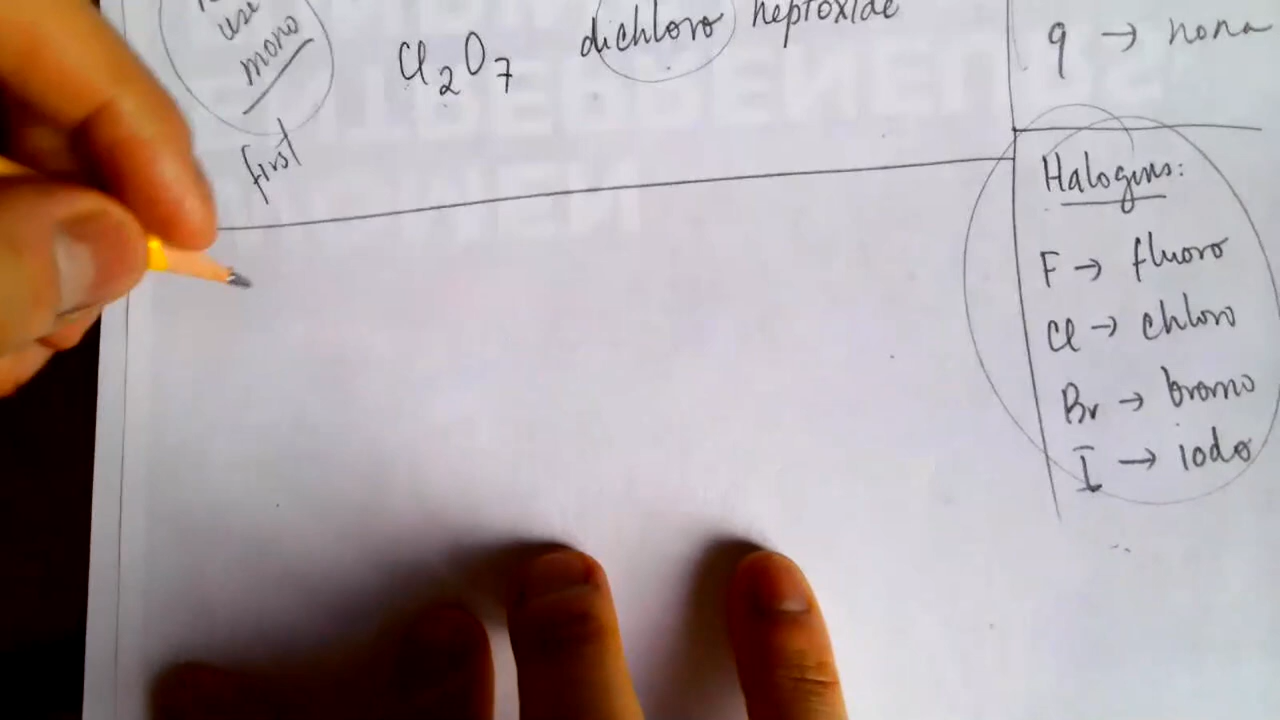 use
mono
first
Cl2O7
dichloro heptoxide
9 → nona
Halogens:
F → fluoro
Cl → chloro
Br → bromo
I → iodo